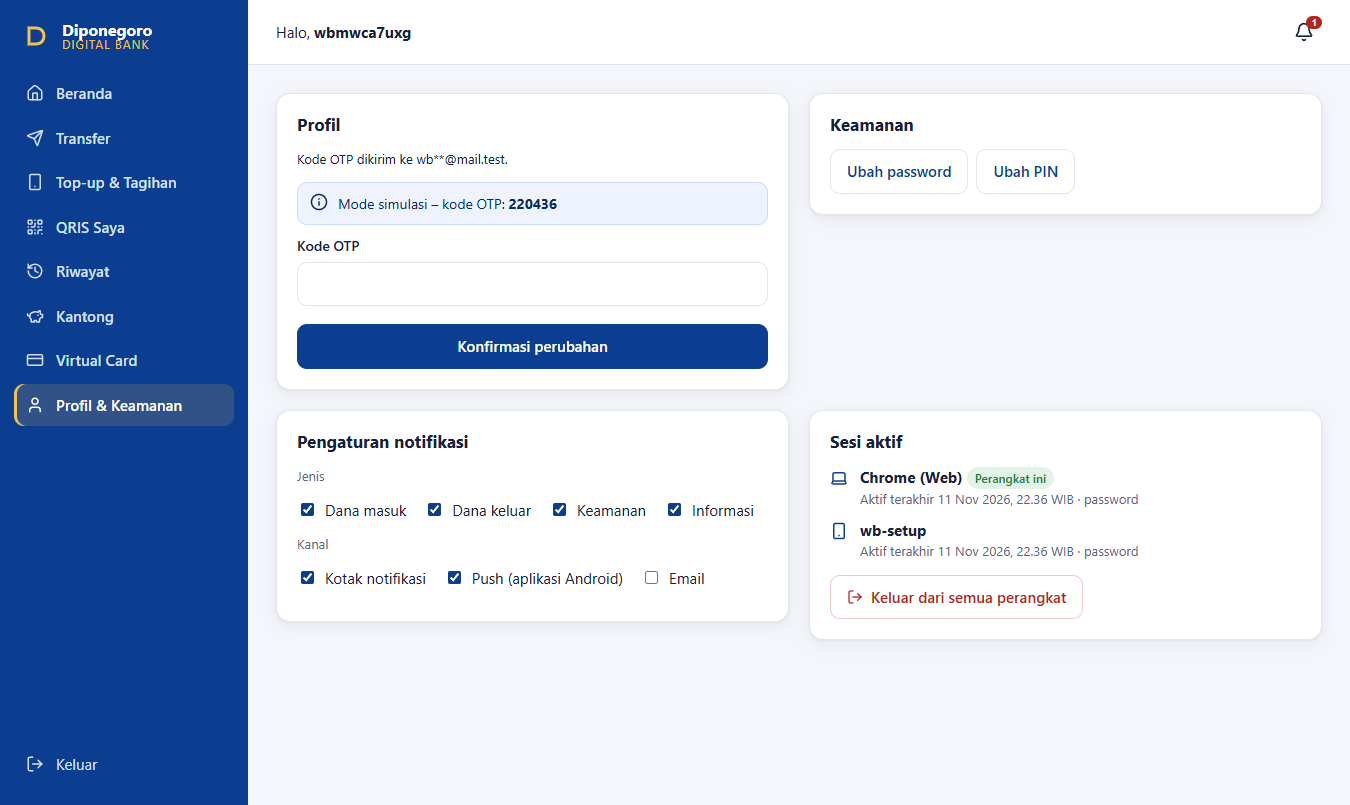 Diponegoro
DIGITAL BANK
Beranda
Transfer
Top-up & Tagihan
QRIS Saya
Riwayat
Kantong
Virtual Card
Profil & Keamanan
Keluar
Halo, wbmwca7uxg
1
Profil
Kode OTP dikirim ke wb**@mail.test.
Mode simulasi – kode OTP: 220436
Kode OTP
Konfirmasi perubahan
Keamanan
Ubah password
Ubah PIN
Pengaturan notifikasi
Jenis
Dana masuk
Dana keluar
Keamanan
Informasi
Kanal
Kotak notifikasi
Push (aplikasi Android)
Email
Sesi aktif
Chrome (Web) Perangkat ini
Aktif terakhir 11 Nov 2026, 22.36 WIB · password
wb-setup
Aktif terakhir 11 Nov 2026, 22.36 WIB · password
Keluar dari semua perangkat